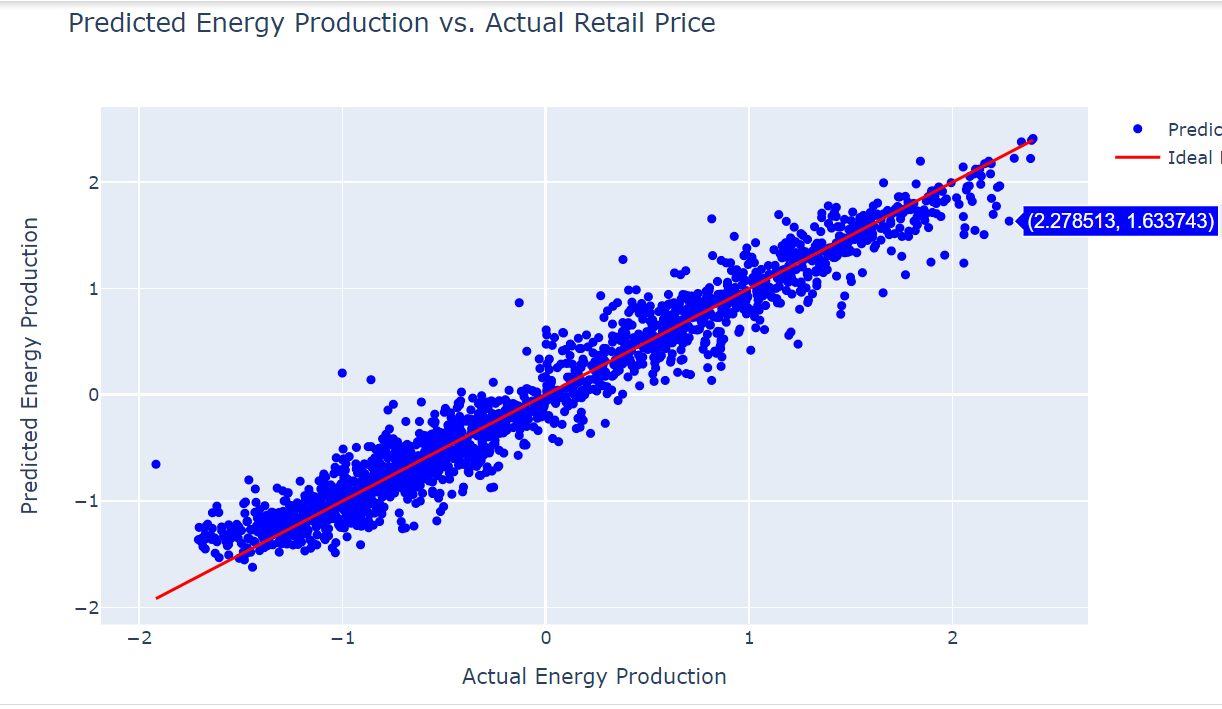 Predicted Energy Production vs. Actual Retail Price
Predicted Energy Production
2
1
0
−1
−2
−2
−1
0
1
2
Actual Energy Production
Predic
Ideal
(2.278513, 1.633743)